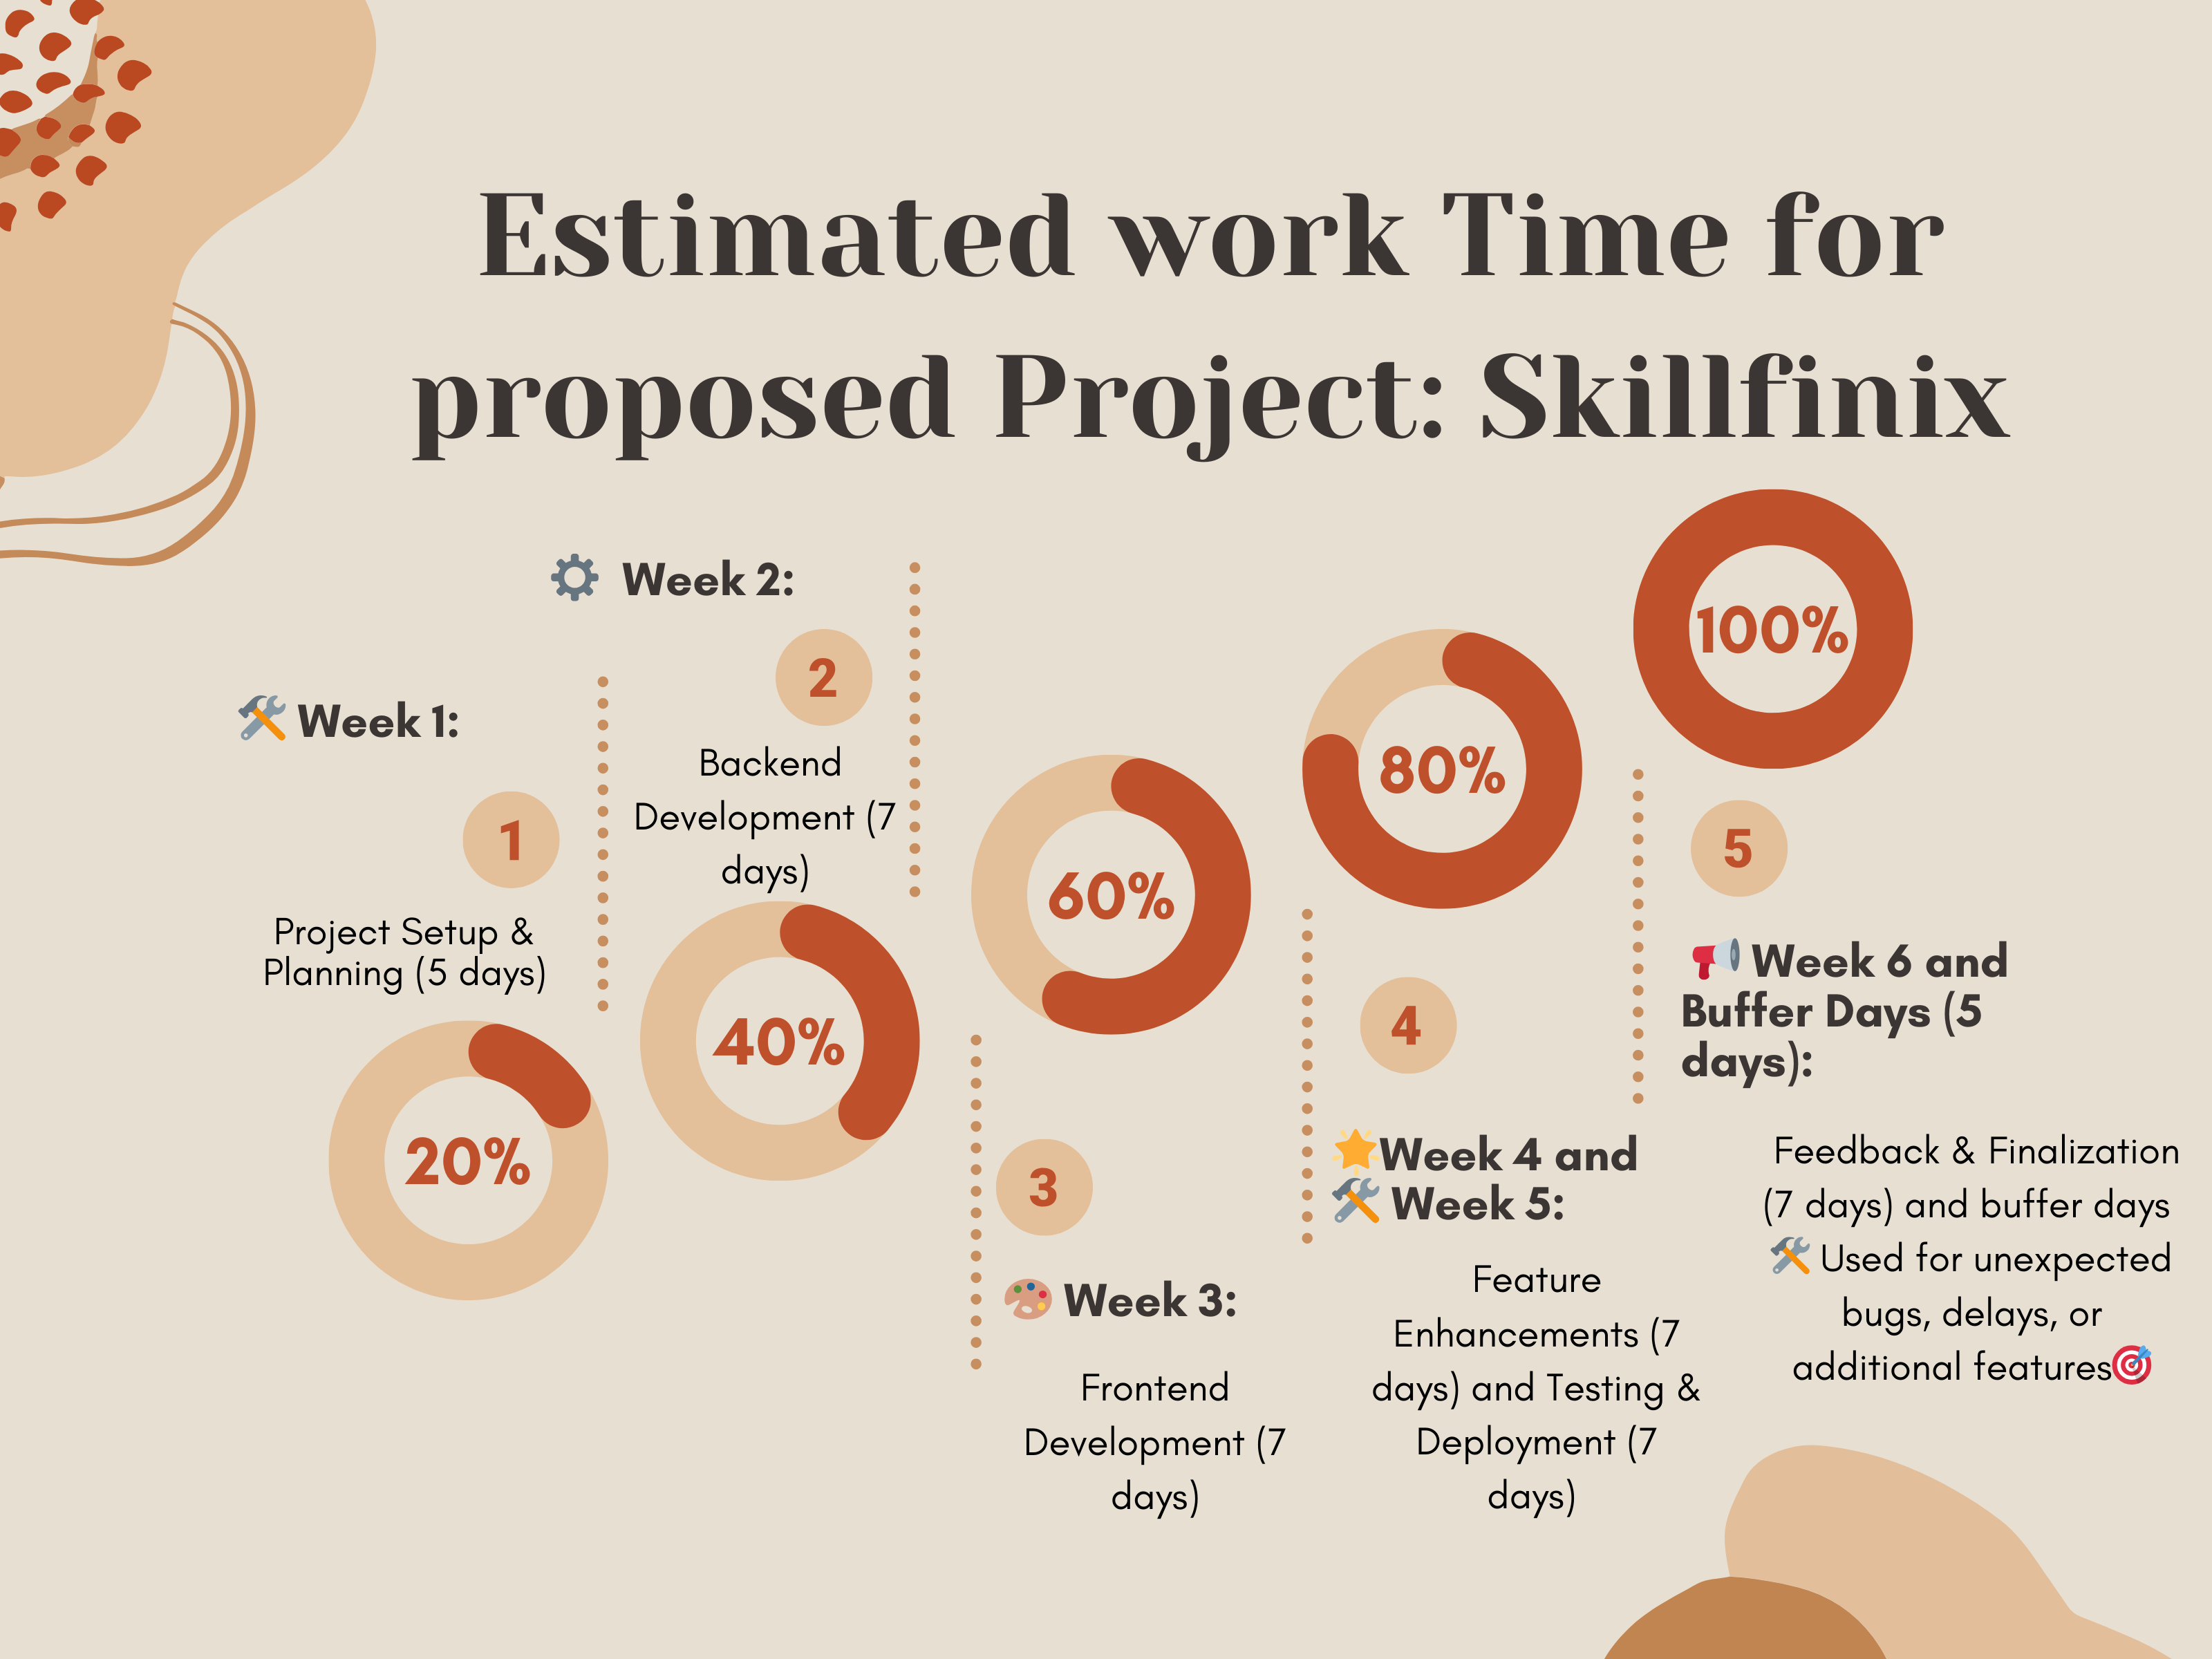 Estimated work Time for
proposed Project: Skillfinix
Week 1:
1
Project Setup &
Planning (5 days)
20%
Week 2:
2
Backend
Development (7
days)
40%
60%
3
Week 3:
Frontend
Development (7
days)
80%
4
Week 4 and
Week 5:
Feature
Enhancements (7
days) and Testing &
Deployment (7
days)
100%
5
Week 6 and
Buffer Days (5
days):
Feedback & Finalization
(7 days) and buffer days
Used for unexpected
bugs, delays, or
additional features